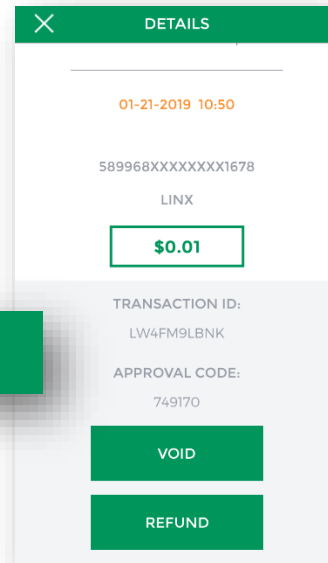 DETAILS
01-21-2019 10:50
589968XXXXXXXX1678
LINX
$0.01
TRANSACTION ID:
LW4FM9LBNK
APPROVAL CODE:
749170
VOID
REFUND